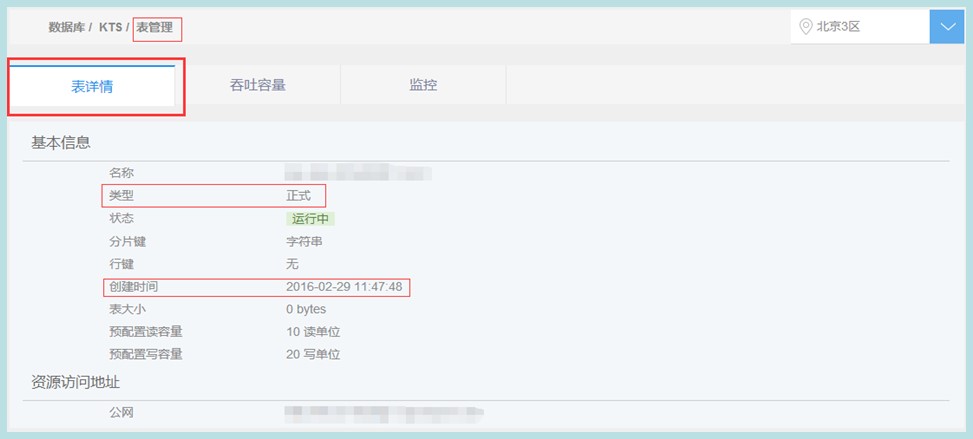 数据库 / KTS / 表管理
北京3区
表详情 吞吐容量 监控
基本信息
名称
类型 正式
状态 运行中
分片键 字符串
行键 无
创建时间 2016-02-29 11:47:48
表大小 0 bytes
预配置读容量 10 读单位
预配置写容量 20 写单位
资源访问地址
公网